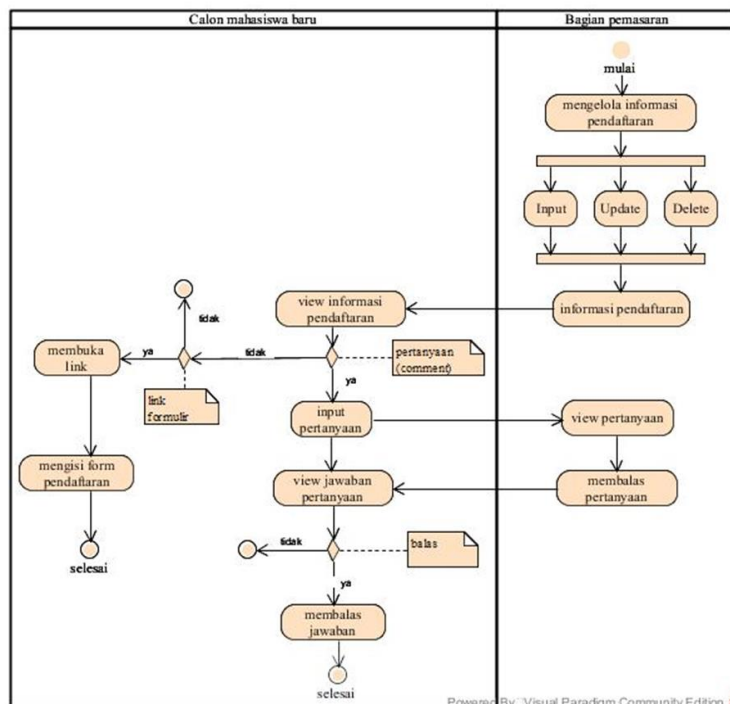 Calon mahasiswa baru
Bagian pemasaran
mulai
mengelola informasi
pendaftaran
Input
Update
Delete
informasi pendaftaran
view informasi
pendaftaran
tidak
pertanyaan
(comment)
tidak
ya
membuka
link
link
formulir
ya
input
pertanyaan
view pertanyaan
mengisi form
pendaftaran
view jawaban
pertanyaan
membalas
pertanyaan
tidak
balas
selesai
ya
membalas
jawaban
selesai
Powered By Visual Paradigm Community Edition